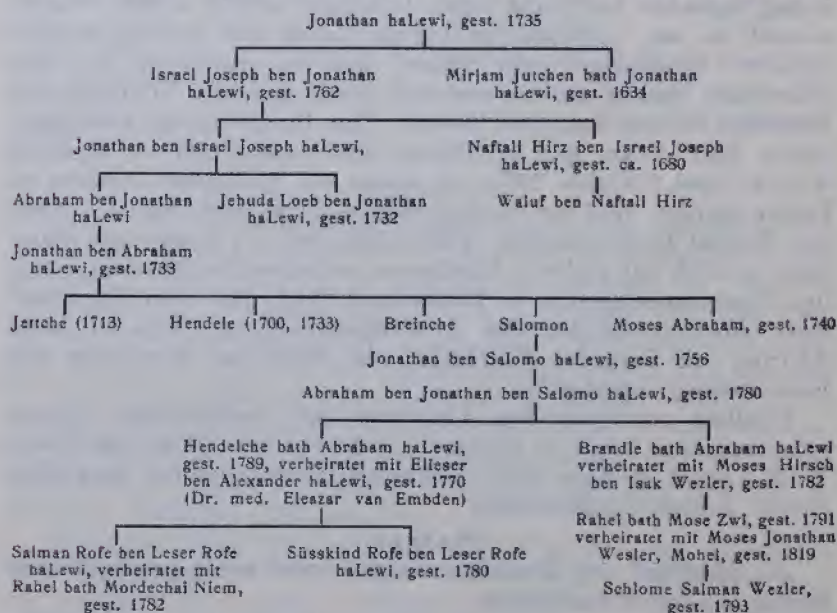 Jonathan haLewi, gest. 1735
Israel Joseph ben Jonathan
haLewi, gest. 1762
Mirjam Jutchen bath Jonathan
haLewi, gest. 1634
Jonathan ben Israel Joseph haLewi,
Naftall Hirz ben Israel Joseph
haLewi, gest. ca. 1680
Abraham ben Jonathan
haLewi
Jehuda Loeb ben Jonathan
haLewi, gest. 1732
Waluf ben Naftall Hirz
Jonathan ben Abraham
haLewi, gest. 1733
Jettche (1713)
Hendele (1700, 1733)
Breinche
Salomon
Moses Abraham, gest. 1740
Jonathan ben Salomo haLewi, gest. 1756
Abraham ben Jonathan ben Salomo haLewi, gest. 1780
Hendelche bath Abraham haLewi,
gest. 1789, verheiratet mit Elieser
ben Alexander haLewi, gest. 1770
(Dr. med. Eleazar van Embden)
Brandle bath Abraham haLewi
verheiratet mit Moses Hirsch
ben Isak Wezler, gest. 1782
Salman Rofe ben Leser Rofe
haLewi, verheiratet mit
Rahel bath Mordechai Niem,
gest. 1782
Süsskind Rofe ben Leser Rofe
haLewi, gest. 1780
Rahel bath Mose Zwi, gest. 1791
verheiratet mit Moses Jonathan
Wesler, Mohel, gest. 1819
Schlome Salman Wezler,
gest. 1793